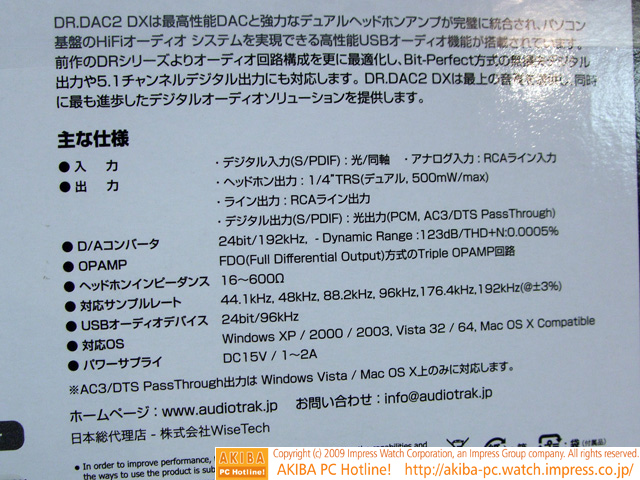 DR.DAC2 DXは最高性能DACと強力なデュアルヘッドホンアンプが完璧に統合され、パソコン
基盤のHiFiオーディオ システムを実現できる高性能USBオーディオ機能が搭載されています。
前作のDRシリーズよりオーディオ回路構成を更に最適化し、Bit-Perfect方式の無損失デジタル
出力や5.1チャンネルデジタル出力にも対応します。 DR.DAC2 DXは最上の音質を 同時
に最も進歩したデジタルオーディオソリューションを提供します。
主な仕様
● 入 力 ・デジタル入力(S/PDIF) : 光/同軸 ・アナログ入力 : RCAライン入力
● 出 力 ・ヘッドホン出力 : 1/4"TRS(デュアル, 500mW/max)
・ライン出力 : RCAライン出力
・デジタル出力(S/PDIF) : 光出力(PCM, AC3/DTS PassThrough)
● D/Aコンバータ 24bit/192kHz, - Dynamic Range : 123dB/THD+N:0.0005%
● OPAMP FDO(Full Differential Output)方式のTriple OPAMP回路
● ヘッドホンインピーダンス 16～600Ω
● 対応サンプルレート 44.1kHz, 48kHz, 88.2kHz, 96kHz,176.4kHz,192kHz(@±3%)
● USBオーディオデバイス 24bit/96kHz
● 対応OS Windows XP / 2000 / 2003, Vista 32 / 64, Mac OS X Compatible
● パワーサプライ DC15V / 1～2A
※AC3/DTS PassThrough出力は Windows Vista / Mac OS X上のみに対応します。
ホームページ : www.audiotrak.jp お問い合わせ : info@audiotrak.jp
日本総代理店 - 株式会社WiseTech
● In order to improve performance,
the ways to use the product is sub
AKIBA PC Hotline!
Copyright (c) 2009 Impress Watch Corporation, an Impress Group company. All rights reserved.
AKIBA PC Hotline! http://akiba-pc.watch.impress.co.jp/